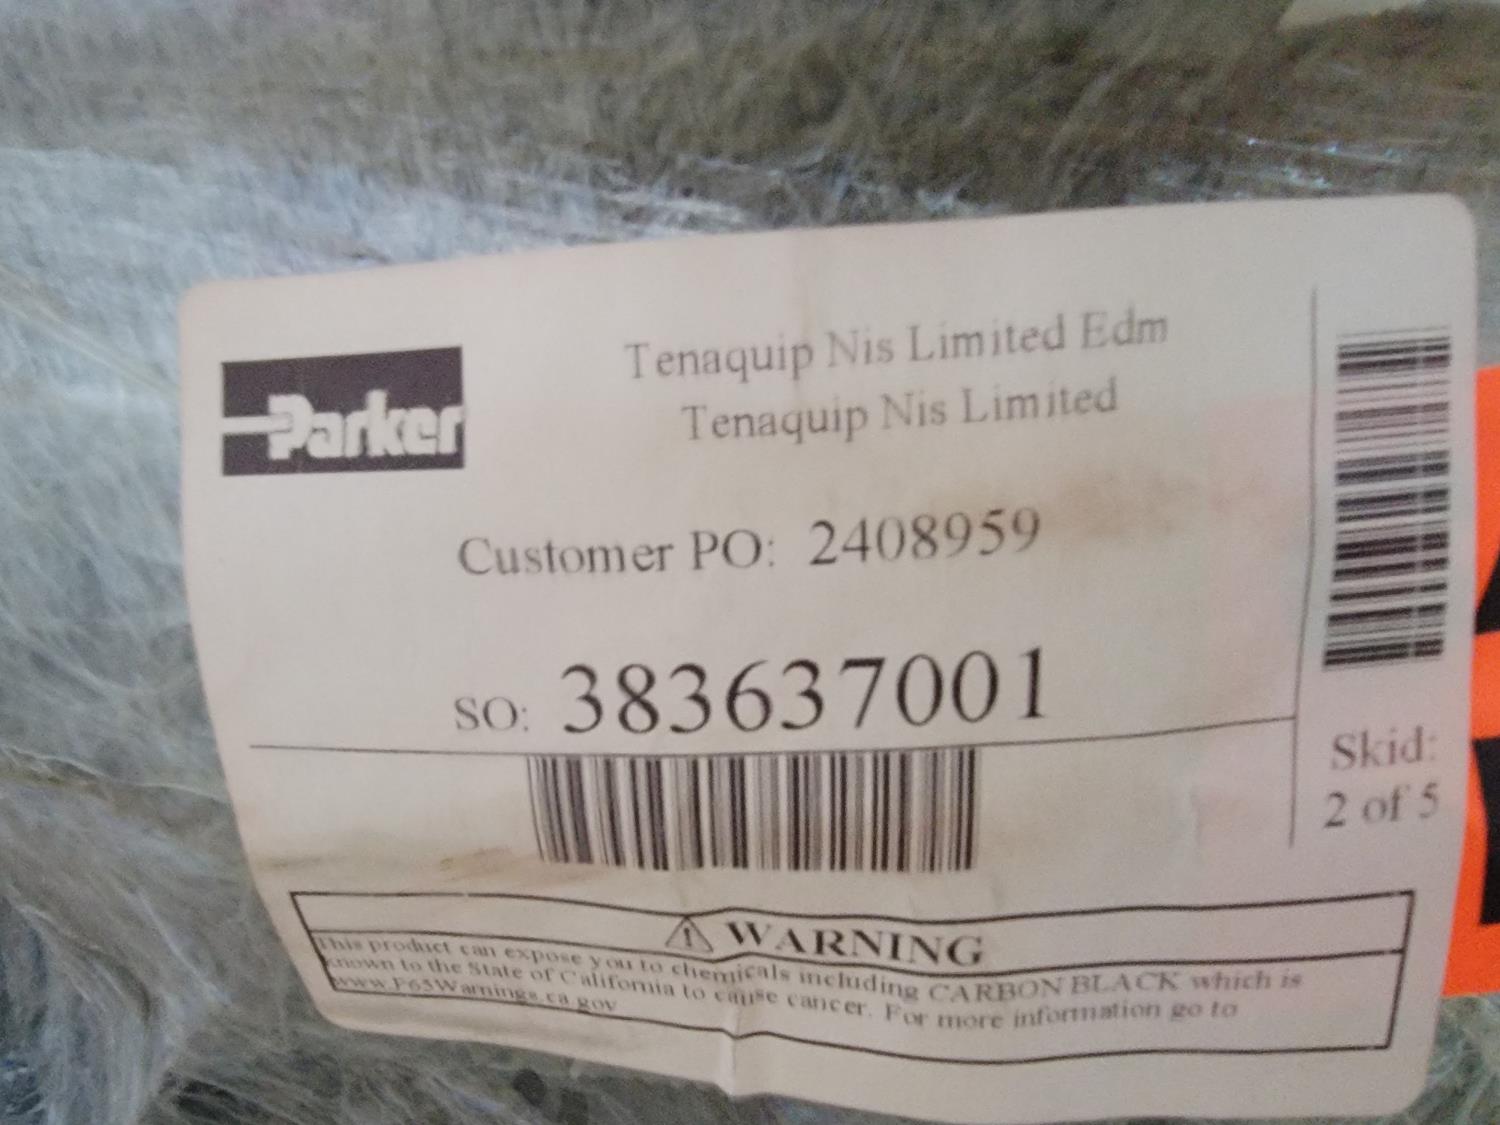 Parker
Tenaquip Nis Limited Edm
Tenaquip Nis Limited
Customer PO: 2408959
SO: 383637001
Skid:
2 of 5
WARNING
This product can expose you to chemicals including CARBON BLACK which is
known to the State of California to cause cancer. For more information go to
www.P65Warnings.ca.gov